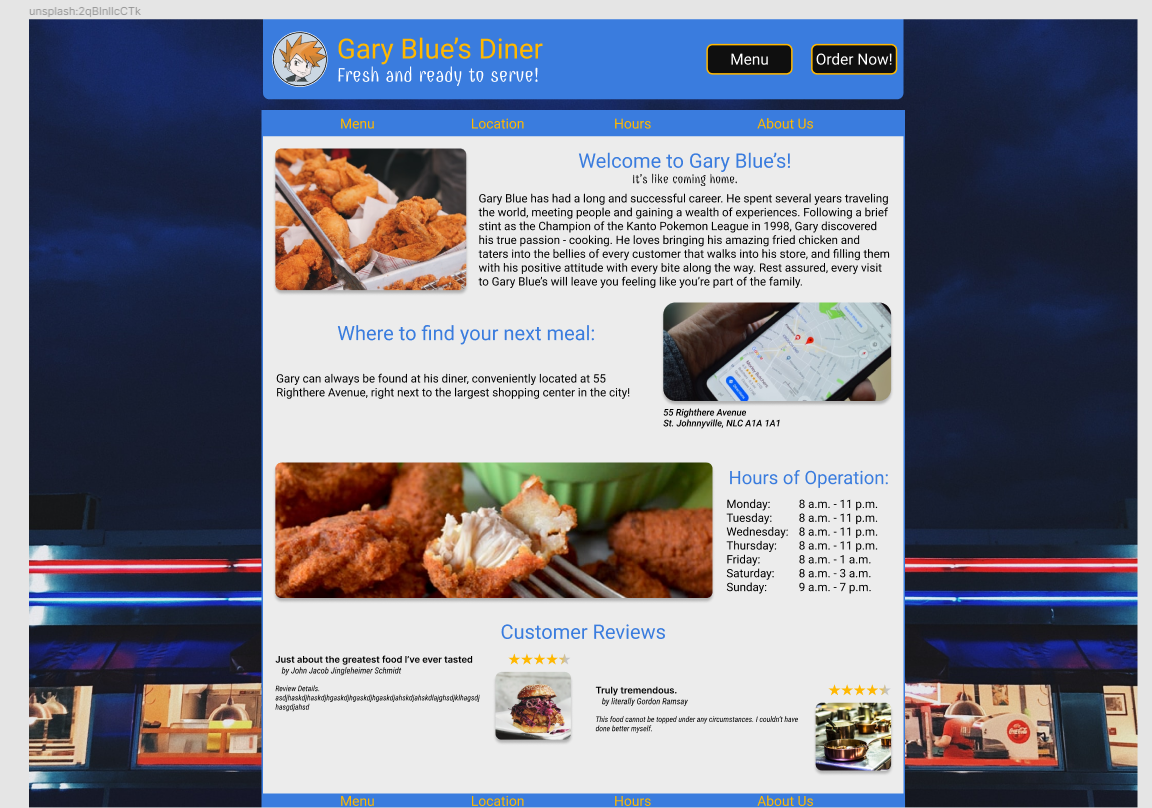 unsplash:2qBInllcCTk
Gary Blue's Diner
Fresh and ready to serve!
Menu
Order Now!
Menu Location Hours About Us
Welcome to Gary Blue's!
It's like coming home.
Gary Blue has had a long and successful career. He spent several years traveling
the world, meeting people and gaining a wealth of experiences. Following a brief
stint as the Champion of the Kanto Pokemon League in 1998, Gary discovered
his true passion - cooking. He loves bringing his amazing fried chicken and
taters into the bellies of every customer that walks into his store, and filling them
with his positive attitude with every bite along the way. Rest assured, every visit
to Gary Blue's will leave you feeling like you're part of the family.
Where to find your next meal:
Gary can always be found at his diner, conveniently located at 55
Righthere Avenue, right next to the largest shopping center in the city!
55 Righthere Avenue
St. Johnnyville, NLC A1A 1A1
Hours of Operation:
Monday: 8 a.m. - 11 p.m.
Tuesday: 8 a.m. - 11 p.m.
Wednesday: 8 a.m. - 11 p.m.
Thursday: 8 a.m. - 11 p.m.
Friday: 8 a.m. - 1 a.m.
Saturday: 8 a.m. - 3 a.m.
Sunday: 9 a.m. - 7 p.m.
Customer Reviews
Just about the greatest food I've ever tasted
by John Jacob Jingleheimer Schmidt
Review Details.
hasgdjahsd
Truly tremendous.
by literally Gordon Ramsay
This food cannot be topped under any circumstances. I couldn't have
done better myself.
Coca-Cola
Menu Location Hours About Us